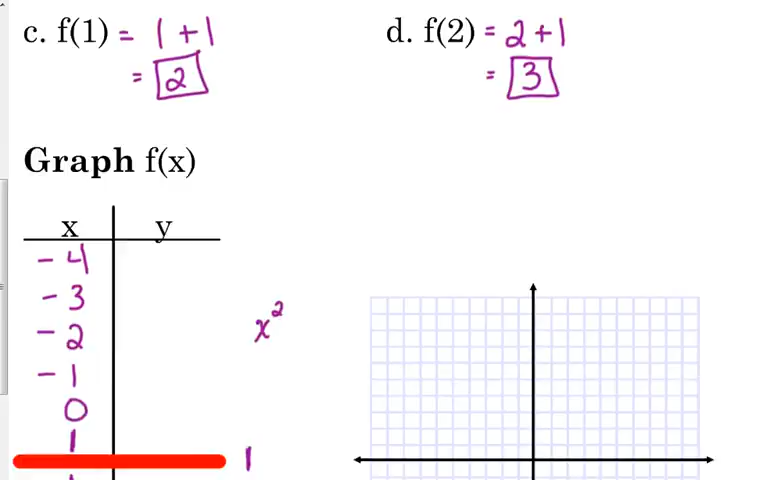 c. f(1) = 1 + 1 d. f(2) = 2 + 1
= 2 = 3
Graph f(x)
x y
-4
-3
x²
-2
-1
0
1
1